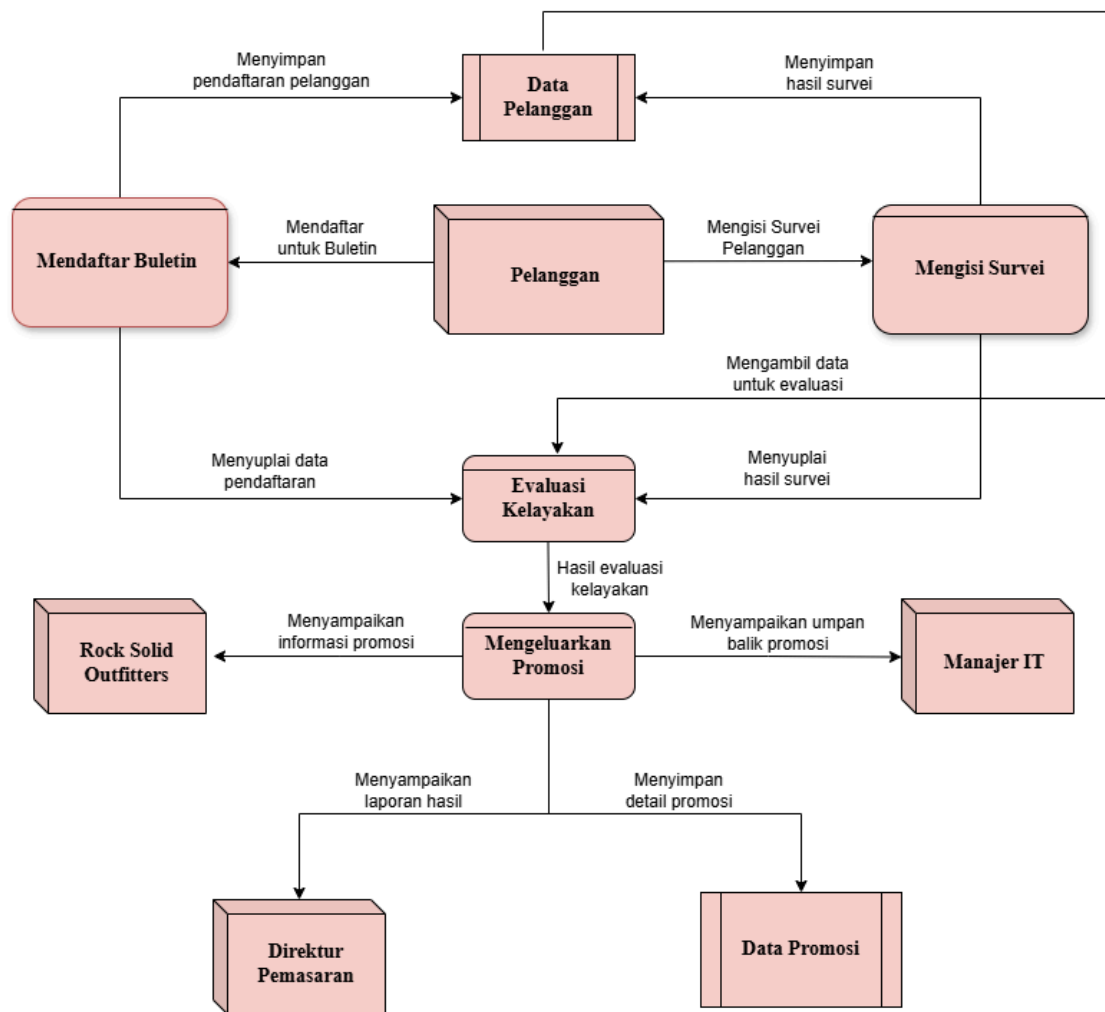 Menyimpan
pendaftaran pelanggan
Data
Pelanggan
Menyimpan
hasil survei
Mendaftar Buletin
Mendaftar
untuk Buletin
Pelanggan
Mengisi Survei
Pelanggan
Mengisi Survei
Mengambil data
untuk evaluasi
Menyuplai data
pendaftaran
Evaluasi
Kelayakan
Menyuplai
hasil survei
Hasil evaluasi
kelayakan
Rock Solid
Outfitters
Menyampaikan
informasi promosi
Mengeluarkan
Promosi
Menyampaikan umpan
balik promosi
Manajer IT
Menyampaikan
laporan hasil
Menyimpan
detail promosi
Direktur
Pemasaran
Data Promosi